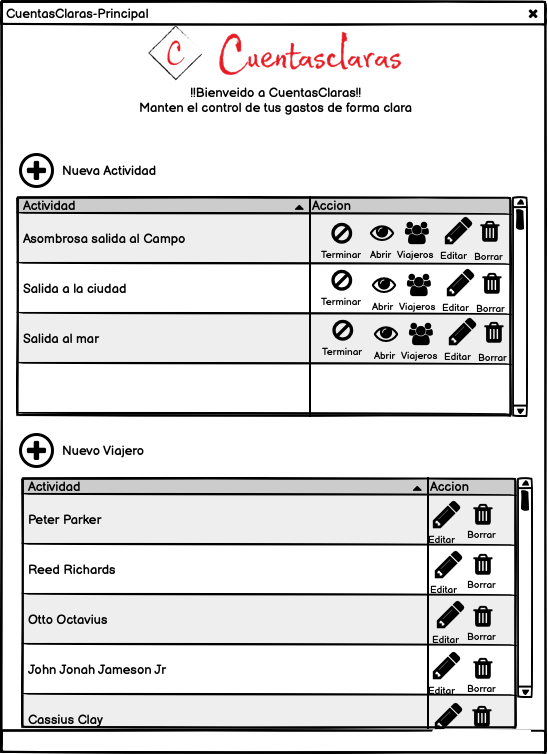 CuentasClaras-Principal
C Cuentasclaras
!!Bienveido a CuentasClaras!!
Manten el control de tus gastos de forma clara
Nueva Actividad
Actividad Accion
Asombrosa salida al Campo
Terminar Abrir Viajeros Editar Borrar
Salida a la ciudad
Terminar Abrir Viajeros Editar Borrar
Salida al mar
Terminar Abrir Viajeros Editar Borrar
Nuevo Viajero
Actividad Accion
Peter Parker
Editar Borrar
Reed Richards
Editar Borrar
Otto Octavius
Editar Borrar
John Jonah Jameson Jr
Editar Borrar
Cassius Clay